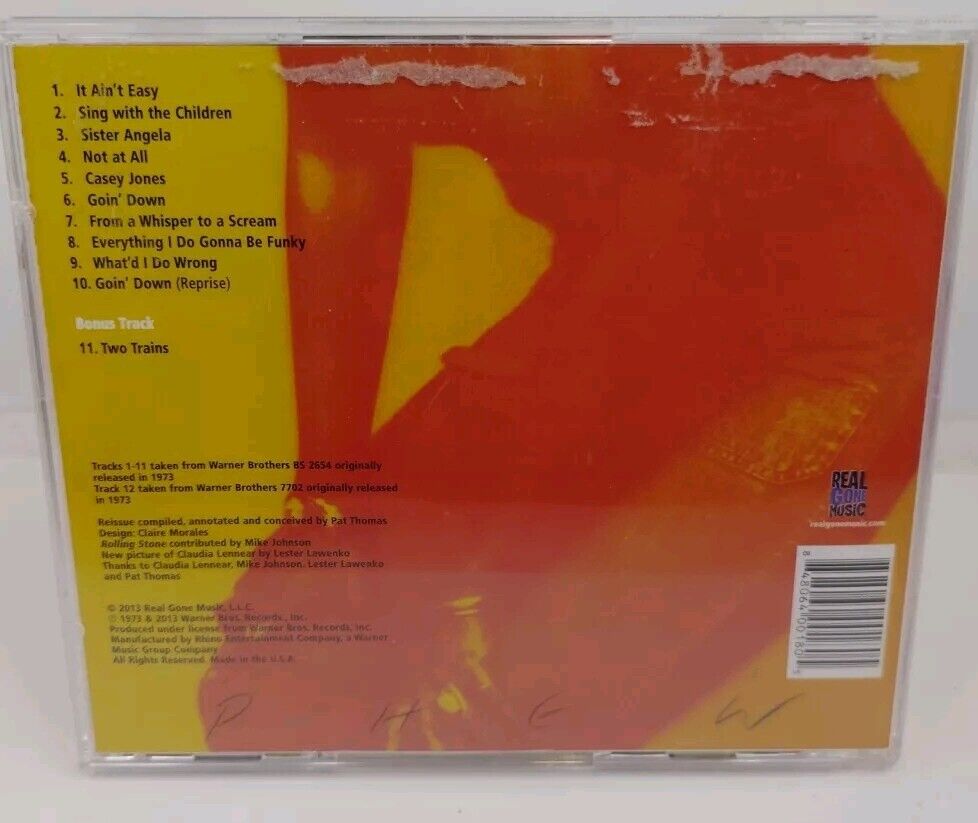 1. It Ain't Easy
2. Sing with the Children
3. Sister Angela
4. Not at All
5. Casey Jones
6. Goin' Down
7. From a Whisper to a Scream
8. Everything I Do Gonna Be Funky
9. What'd I Do Wrong
10. Goin' Down (Reprise)
Bonus Track
11. Two Trains
Tracks 1-11 taken from Warner Brothers BS 2654 originally
released in 1973
Track 12 taken from Warner Brothers 7702 originally released
in 1973
Reissue compiled, annotated and conceived by Pat Thomas
Design: Claire Morales
Rolling Stone contributed by Mike Johnson
New picture of Claudia Lennear by Lester Lawenko
Thanks to Claudia Lennear, Mike Johnson, Lester Lawenko
and Pat Thomas
© 2013 Real Gone Music, L.L.C.
℗ 1973 & 2013 Warner Bros. Records, Inc.
Produced under license from Warner Bros. Records, Inc.
Manufactured by Rhino Entertainment Company, a Warner
Music Group Company
All Rights Reserved. Made in the U.S.A.
REAL
GONE
MUSIC
realgonemusic.com
8 48064 00180 5
P H E W